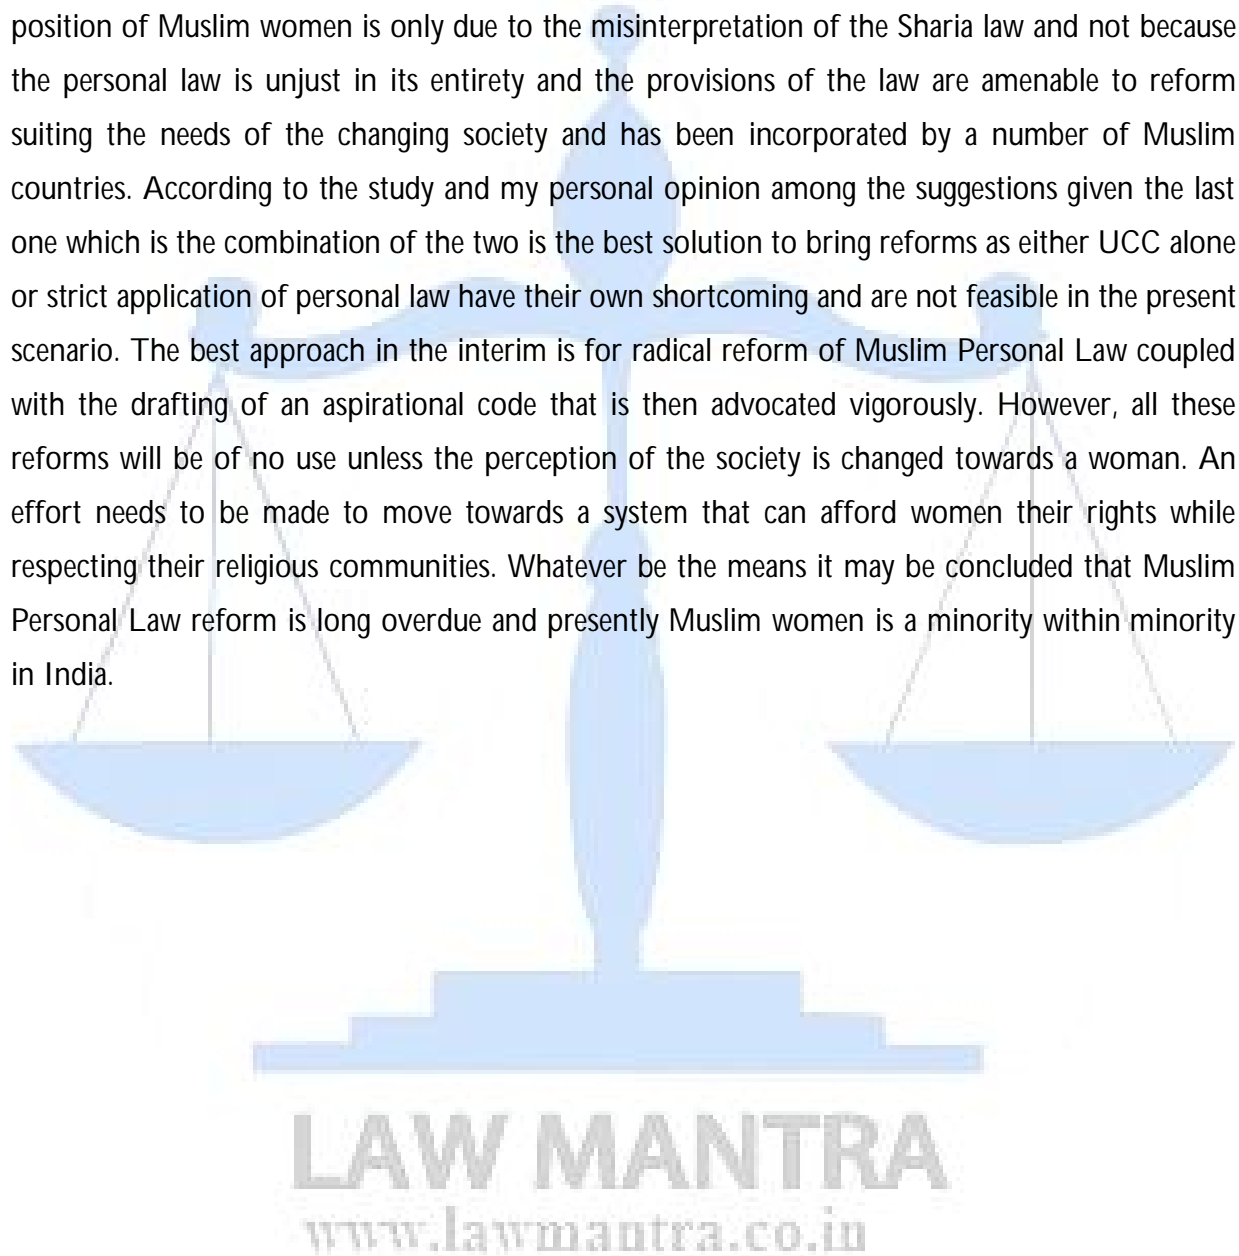 position of Muslim women is only due to the misinterpretation of the Sharia law and not because
the personal law is unjust in its entirety and the provisions of the law are amenable to reform
suiting the needs of the changing society and has been incorporated by a number of Muslim
countries. According to the study and my personal opinion among the suggestions given the last
one which is the combination of the two is the best solution to bring reforms as either UCC alone
or strict application of personal law have their own shortcoming and are not feasible in the present
scenario. The best approach in the interim is for radical reform of Muslim Personal Law coupled
with the drafting of an aspirational code that is then advocated vigorously. However, all these
reforms will be of no use unless the perception of the society is changed towards a woman. An
effort needs to be made to move towards a system that can afford women their rights while
respecting their religious communities. Whatever be the means it may be concluded that Muslim
Personal Law reform is long overdue and presently Muslim women is a minority within minority
in India.
LAW MANTRA
www.lawmantra.co.in